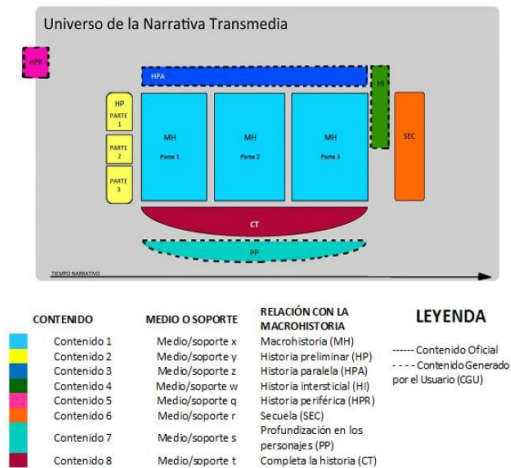 Universo de la Narrativa Transmedia
HPR
HPA
HI
HP
PARTE
1
PARTE
2
PARTE
3
MH
Parte 1
MH
Parte 2
MH
Parte 3
SEC
CT
PP
TIEMPO NARRATIVO
CONTENIDO MEDIO O SOPORTE RELACIÓN CON LA
MACROHISTORIA
Contenido 1 Medio/soporte x Macrohistoria (MH)
Contenido 2 Medio/soporte y Historia preliminar (HP)
Contenido 3 Medio/soporte z Historia paralela (HPA)
Contenido 4 Medio/soporte w Historia intersticial (HI)
Contenido 5 Medio/soporte q Historia periférica (HPR)
Contenido 6 Medio/soporte r Secuela (SEC)
Contenido 7 Medio/soporte s Profundización en los
personajes (PP)
Contenido 8 Medio/soporte t Completa la historia (CT)
LEYENDA
------ Contenido Oficial
- - - - Contenido Generado
por el Usuario (CGU)